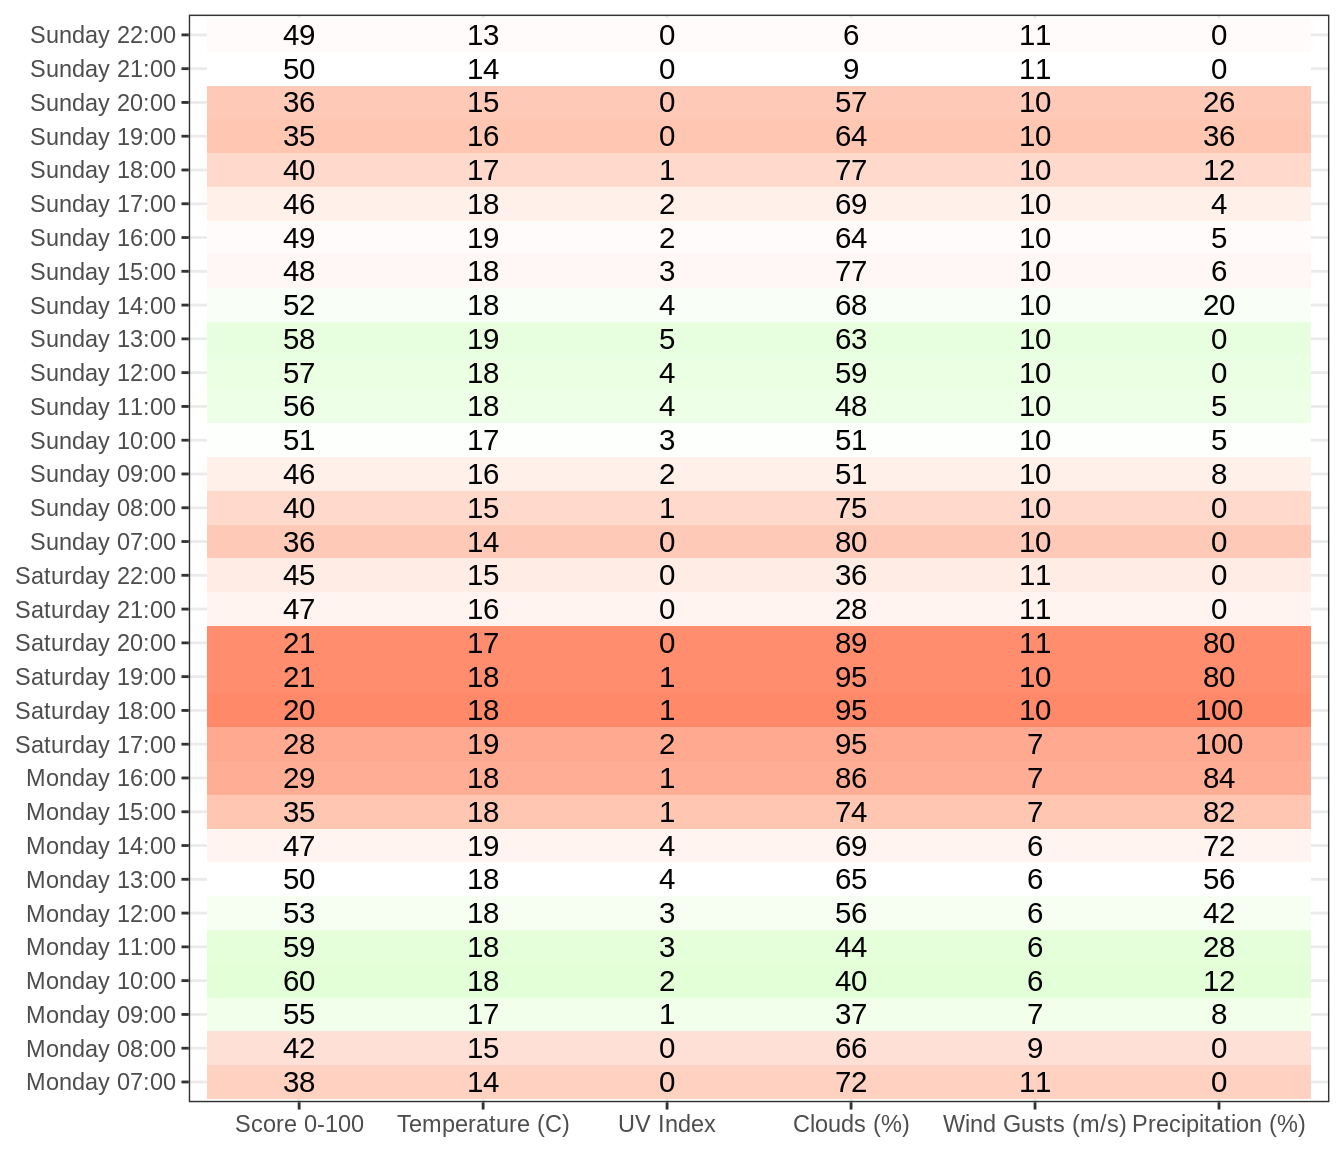 Sunday 22:00 49 13 0 6 11 0
Sunday 21:00 50 14 0 9 11 0
Sunday 20:00 36 15 0 57 10 26
Sunday 19:00 35 16 0 64 10 36
Sunday 18:00 40 17 1 77 10 12
Sunday 17:00 46 18 2 69 10 4
Sunday 16:00 49 19 2 64 10 5
Sunday 15:00 48 18 3 77 10 6
Sunday 14:00 52 18 4 68 10 20
Sunday 13:00 58 19 5 63 10 0
Sunday 12:00 57 18 4 59 10 0
Sunday 11:00 56 18 4 48 10 5
Sunday 10:00 51 17 3 51 10 5
Sunday 09:00 46 16 2 51 10 8
Sunday 08:00 40 15 1 75 10 0
Sunday 07:00 36 14 0 80 10 0
Saturday 22:00 45 15 0 36 11 0
Saturday 21:00 47 16 0 28 11 0
Saturday 20:00 21 17 0 89 11 80
Saturday 19:00 21 18 1 95 10 80
Saturday 18:00 20 18 1 95 10 100
Saturday 17:00 28 19 2 95 7 100
Monday 16:00 29 18 1 86 7 84
Monday 15:00 35 18 1 74 7 82
Monday 14:00 47 19 4 69 6 72
Monday 13:00 50 18 4 65 6 56
Monday 12:00 53 18 3 56 6 42
Monday 11:00 59 18 3 44 6 28
Monday 10:00 60 18 2 40 6 12
Monday 09:00 55 17 1 37 7 8
Monday 08:00 42 15 0 66 9 0
Monday 07:00 38 14 0 72 11 0
Score 0-100 Temperature (C) UV Index Clouds (%) Wind Gusts (m/s) Precipitation (%)